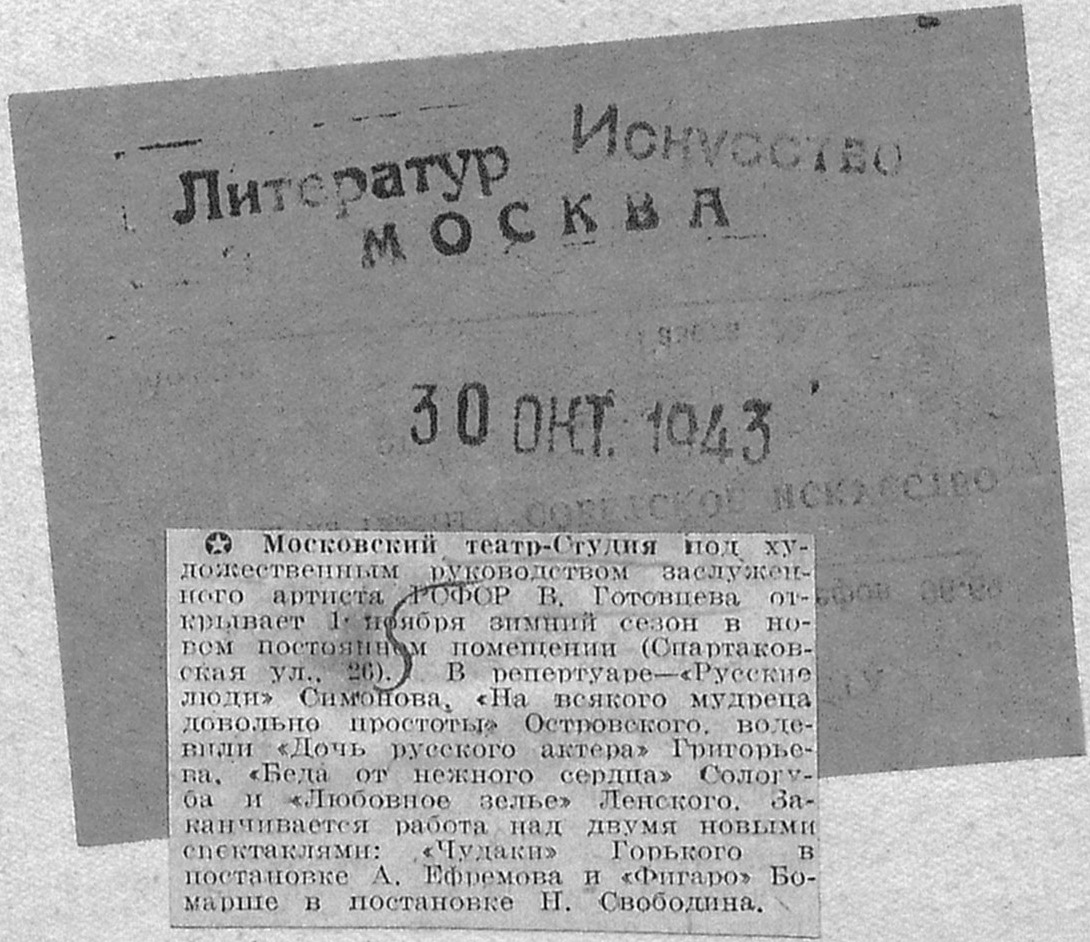 Литератур Искусство
МОСКВА
30 ОКТ. 1943
СОВЕТСКОЕ ИСКУССТВО
✪ Московский театр-Студия под ху-
дожественным руководством заслужен-
ного артиста РСФСР В. Готовцева от-
крывает 1 ноября зимний сезон в но-
вом постоянном помещении (Спартаков-
ская ул., 26). В репертуаре—«Русские
люди» Симонова, «На всякого мудреца
довольно простоты» Островского, воде-
вили «Дочь русского актера» Григорье-
ва, «Беда от нежного сердца» Сологу-
ба и «Любовное зелье» Ленского. За-
канчивается работа над двумя новыми
спектаклями: «Чудаки» Горького в
постановке А. Ефремова и «Фигаро» Бо-
марше в постановке Н. Свободина.